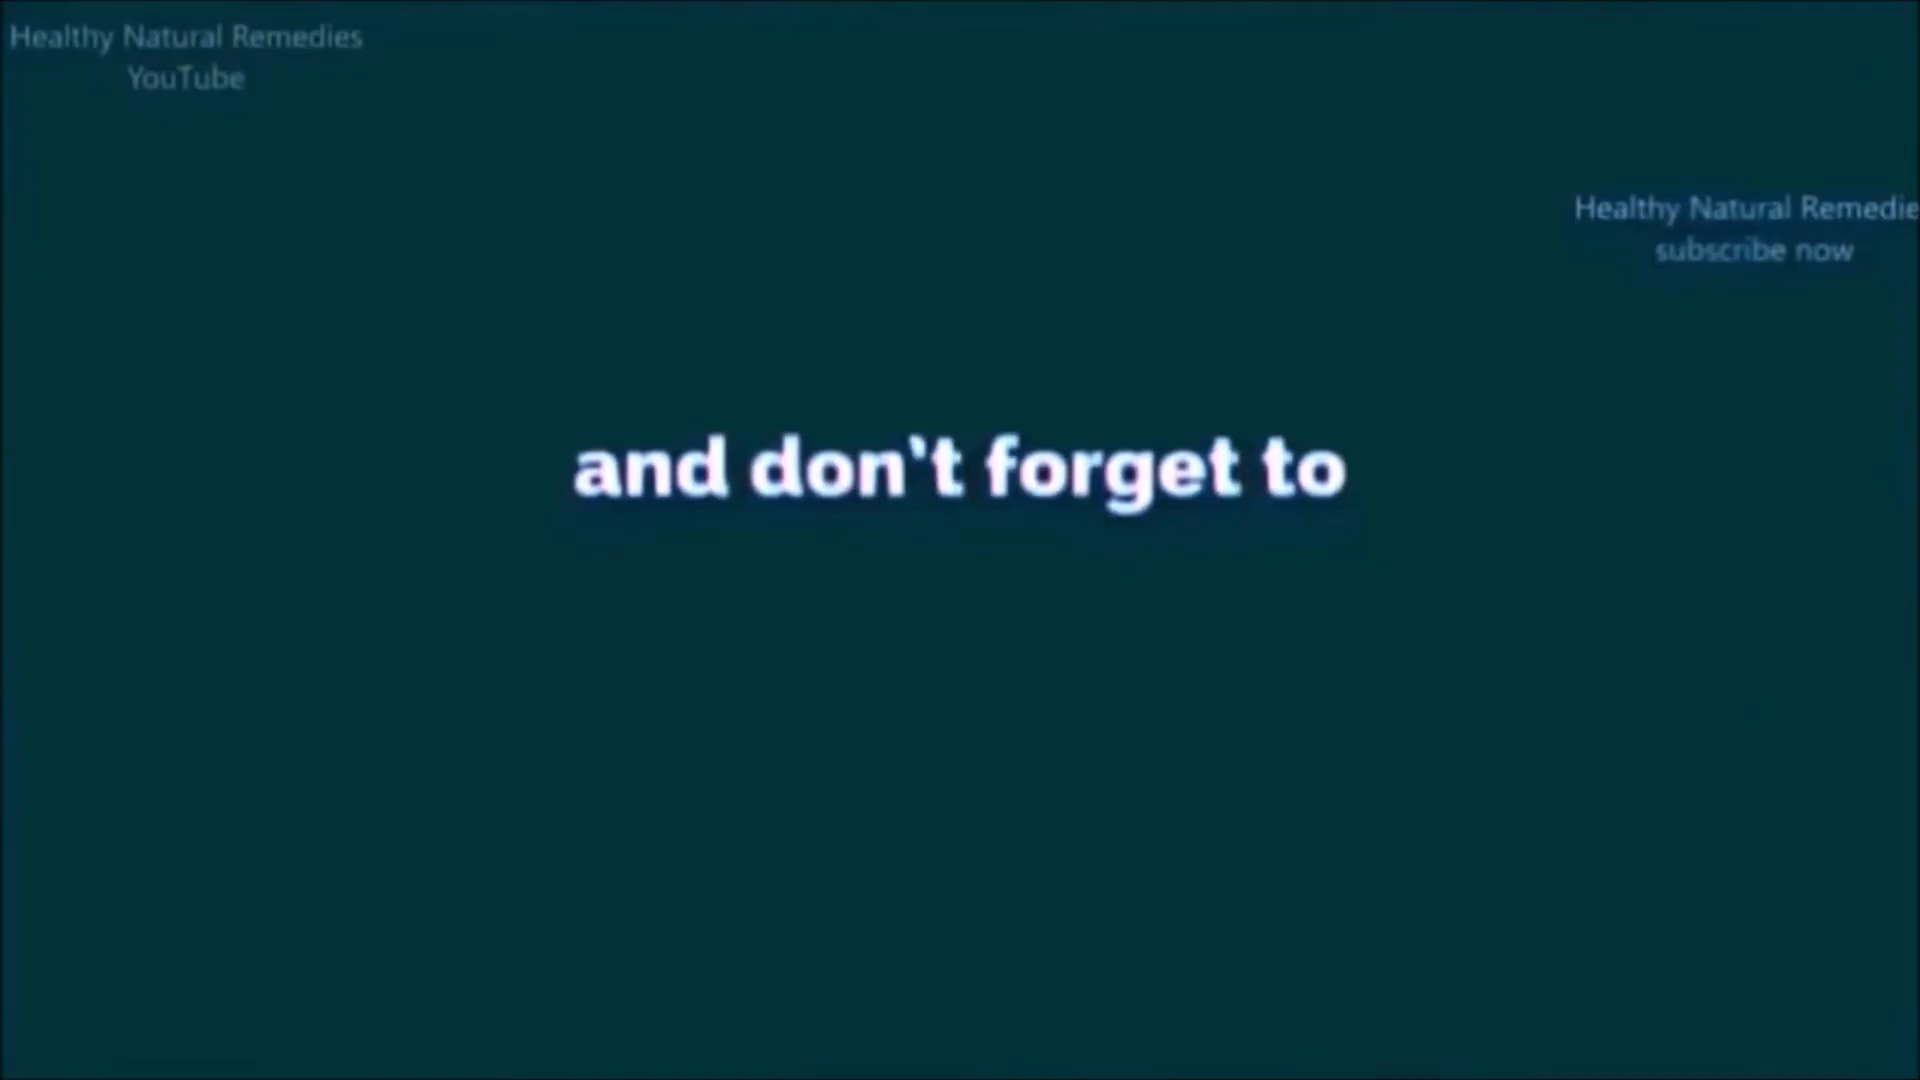 Healthy Natural Remedies
YouTube
Healthy Natural Remedie
subscribe now
and don't forget to